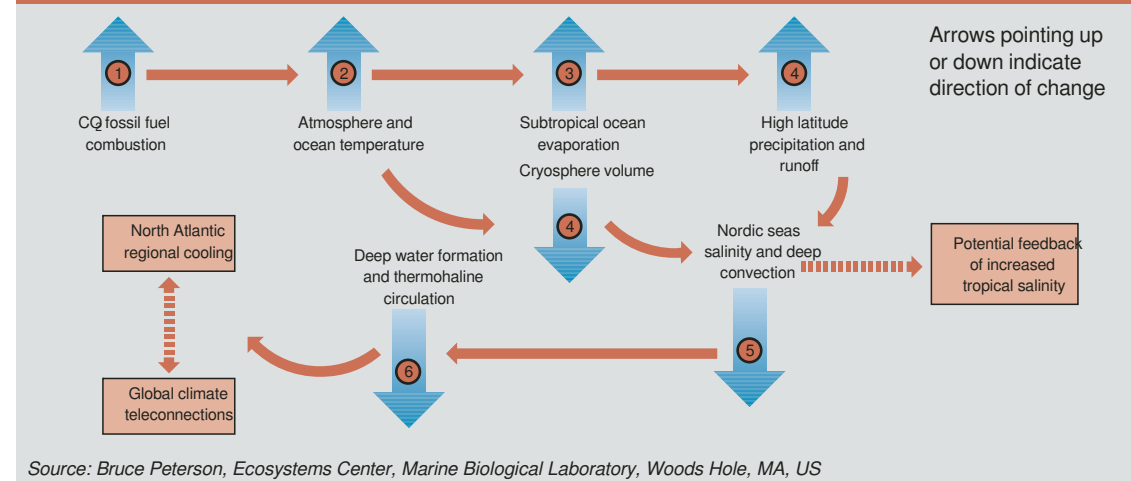 Arrows pointing up
or down indicate
direction of change
1
2
3
4
CO2 fossil fuel
combustion
Atmosphere and
ocean temperature
Subtropical ocean
evaporation
High latitude
precipitation and
runoff
Cryosphere volume
4
North Atlantic
regional cooling
Deep water formation
and thermohaline
circulation
Nordic seas
salinity and deep
convection
Potential feedback
of increased
tropical salinity
5
6
Global climate
teleconnections
Source: Bruce Peterson, Ecosystems Center, Marine Biological Laboratory, Woods Hole, MA, US